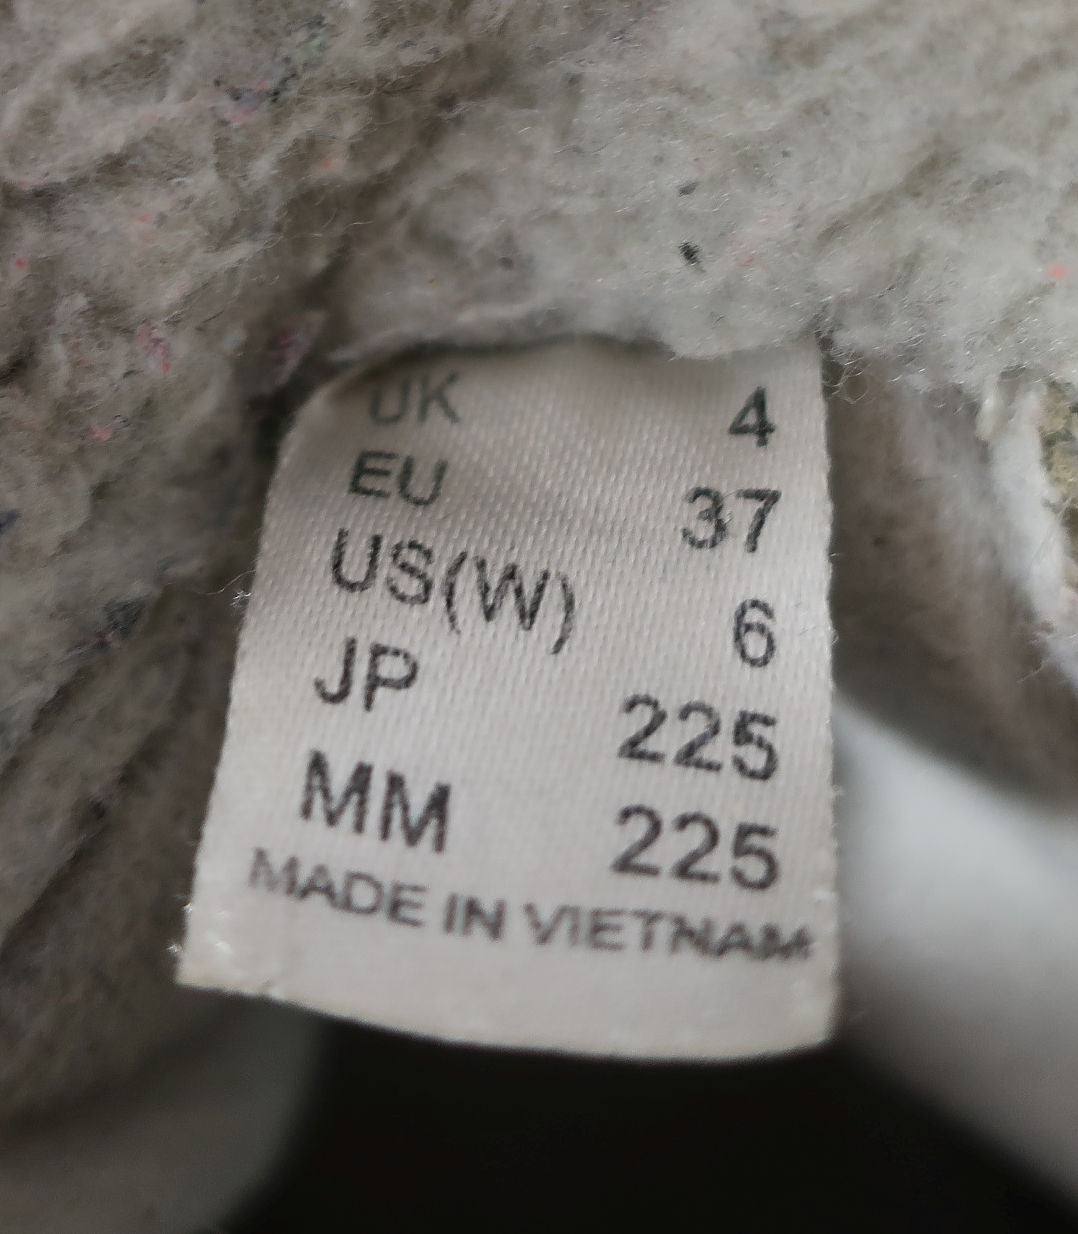 UK 4
EU 37
US(W) 6
JP 225
MM 225
MADE IN VIETNAM